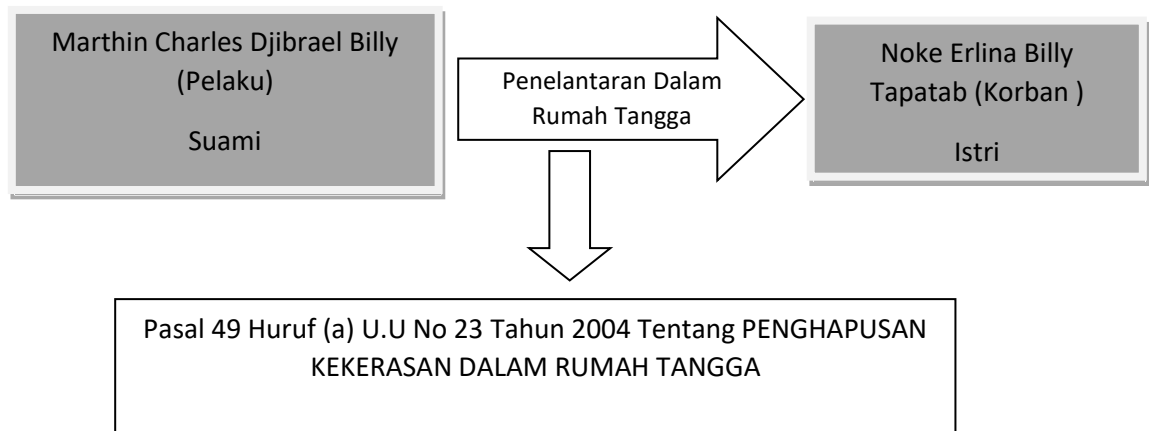 Marthin Charles Djibrael Billy
(Pelaku)
Suami
Penelantaran Dalam
Rumah Tangga
Noke Erlina Billy
Tapatab (Korban )
Istri
Pasal 49 Huruf (a) U.U No 23 Tahun 2004 Tentang PENGHAPUSAN
KEKERASAN DALAM RUMAH TANGGA